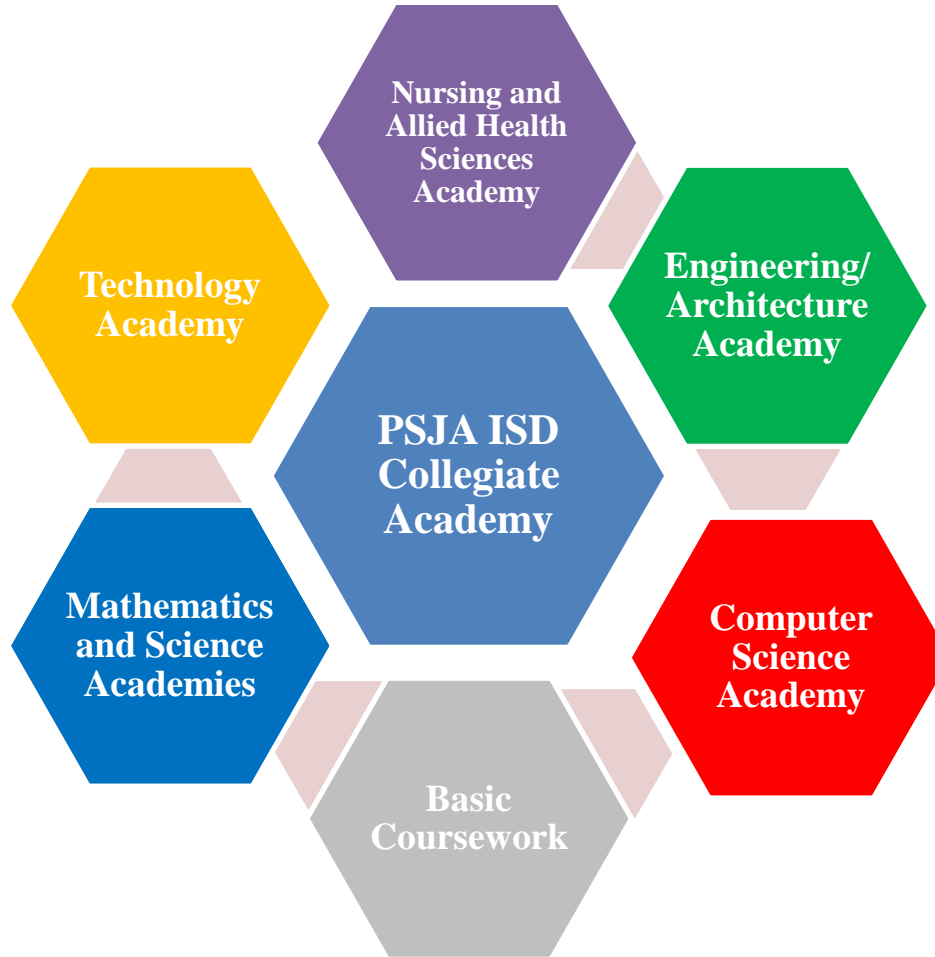 Nursing and
Allied Health
Sciences
Academy
Technology
Academy
Engineering/
Architecture
Academy
PSJA ISD
Collegiate
Academy
Mathematics
and Science
Academies
Computer
Science
Academy
Basic
Coursework